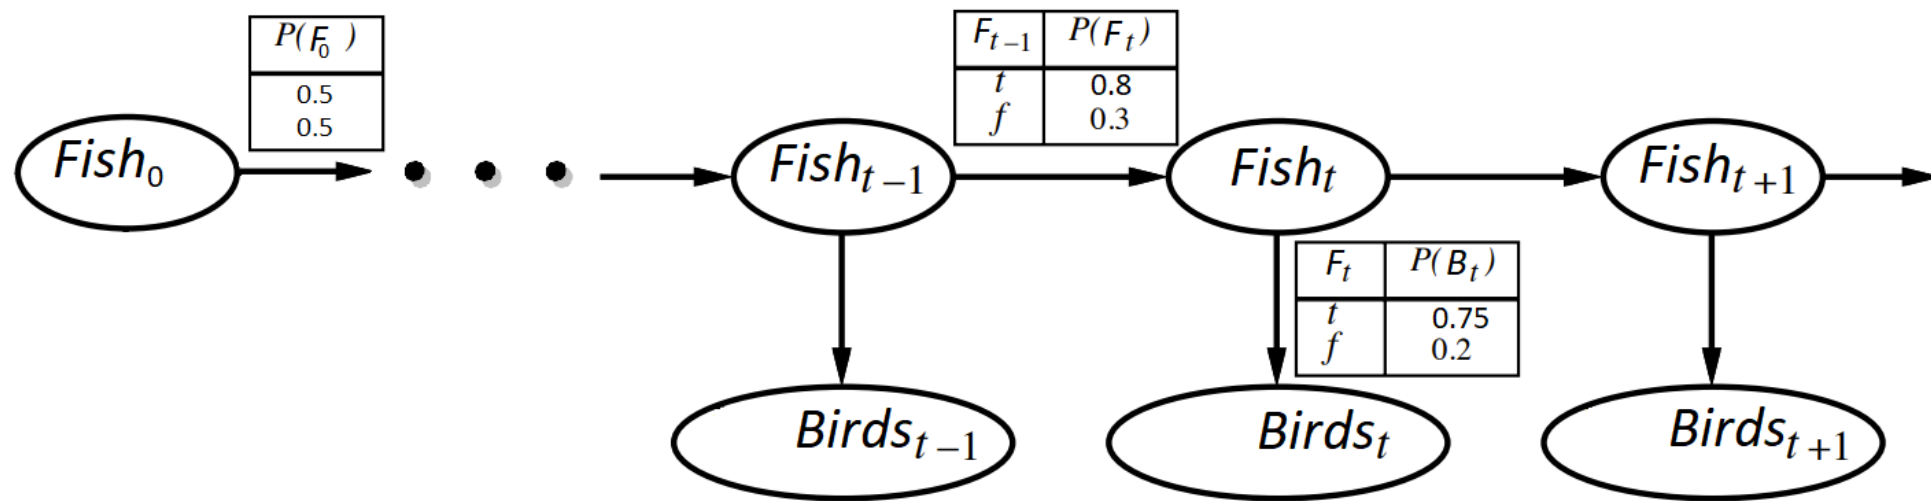 P(F₀)
0.5
0.5
Fₜ₋₁ P(Fₜ)
t 0.8
f 0.3
Fish₀
Fishₜ₋₁
Fishₜ
Fishₜ₊₁
Fₜ P(Bₜ)
t 0.75
f 0.2
Birdsₜ₋₁
Birdsₜ
Birdsₜ₊₁